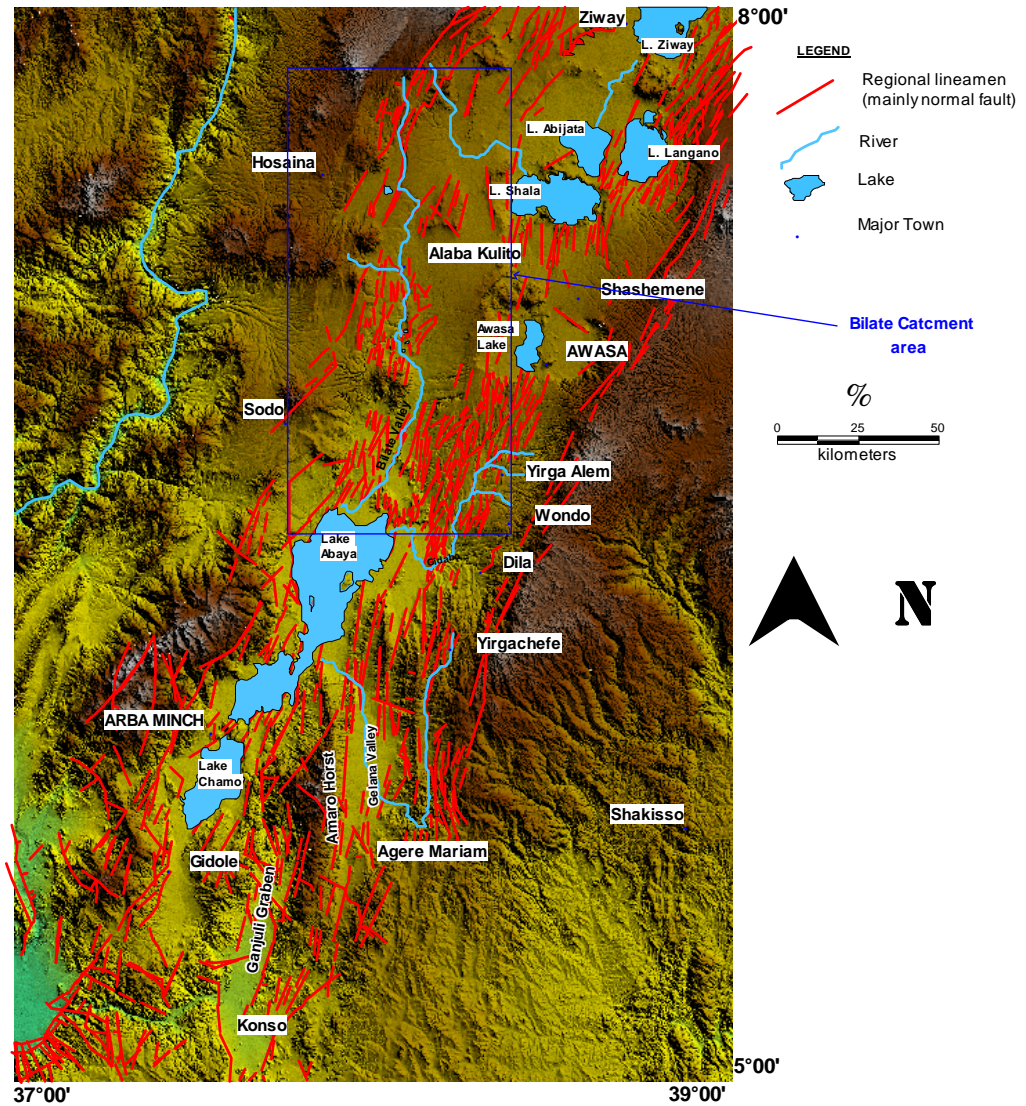 Ziway
8°00'
L. Ziway
LEGEND
Regional lineamen
(mainly normal fault)
L. Abijata
River
Hosaina
L. Langano
Lake
L. Shala
Major Town
Alaba Kulito
Shashemene
Bilate Catcment
area
Awasa
Lake
AWASA
%
Sodo
0 25 50
kilometers
Bilate Valley
Yirga Alem
Wondo
Lake
Abaya
Gidabo
Dila
N
Yirgachefe
ARBA MINCH
Lake
Chamo
Amaro Horst
Gelana Valley
Shakisso
Agere Mariam
Gidole
Ganjuli Graben
Konso
5°00'
37°00'
39°00'